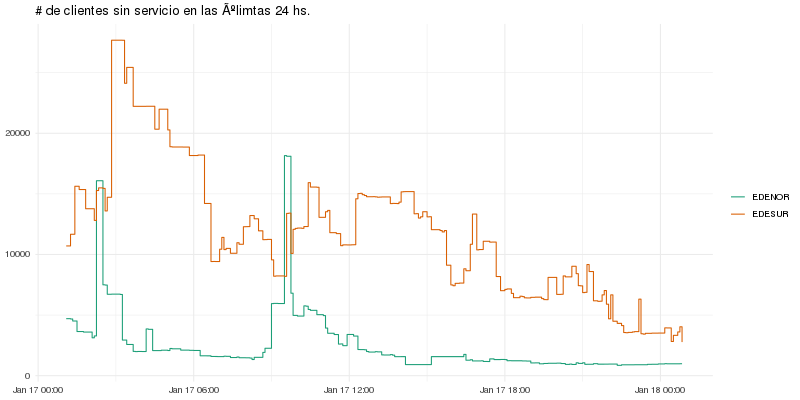 # de clientes sin servicio en las Ãºlimtas 24 hs.
20000
10000
0
Jan 17 00:00 Jan 17 06:00 Jan 17 12:00 Jan 17 18:00 Jan 18 00:00
EDENOR
EDESUR